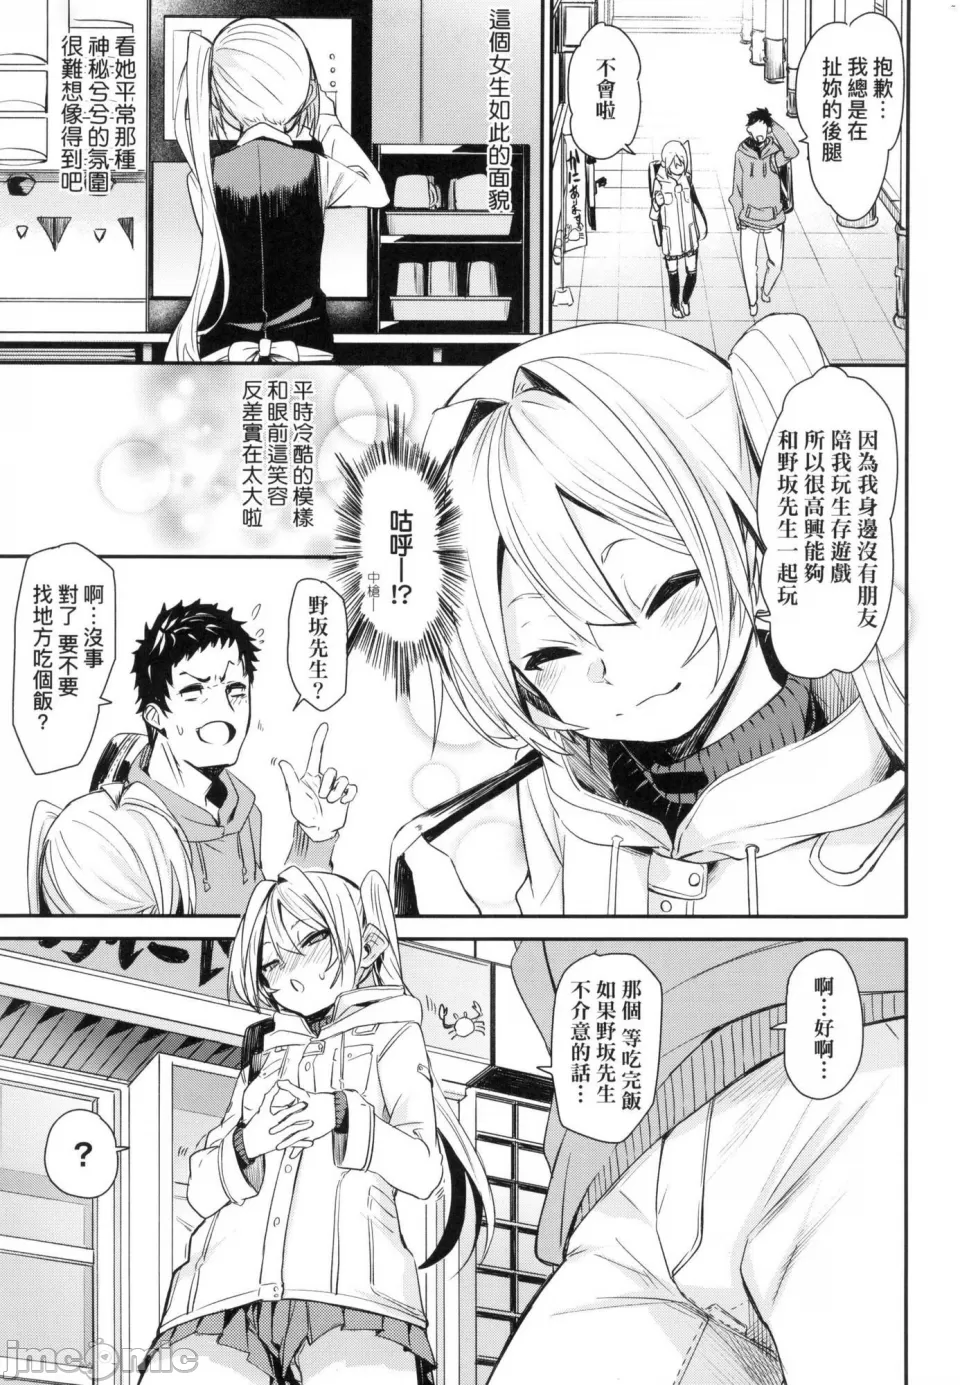 抱歉…
我總是在
扯妳的後腿
不會啦
這個女生如此的面貌
看她平常那種
神秘兮兮的氛圍
很難想像得到吧
因為我身邊沒有朋友
陪我玩生存遊戲
所以很高興能夠
和野坂先生一起玩
平時冷酷的模樣
和眼前這笑容
反差實在太大啦
咕呼ー!?
中槍ー
野坂先生？
啊…沒事
對了 要不要
找地方吃個飯？
啊…好啊…
那個 等吃完飯
如果野坂先生
不介意的話…
？
jmcomic